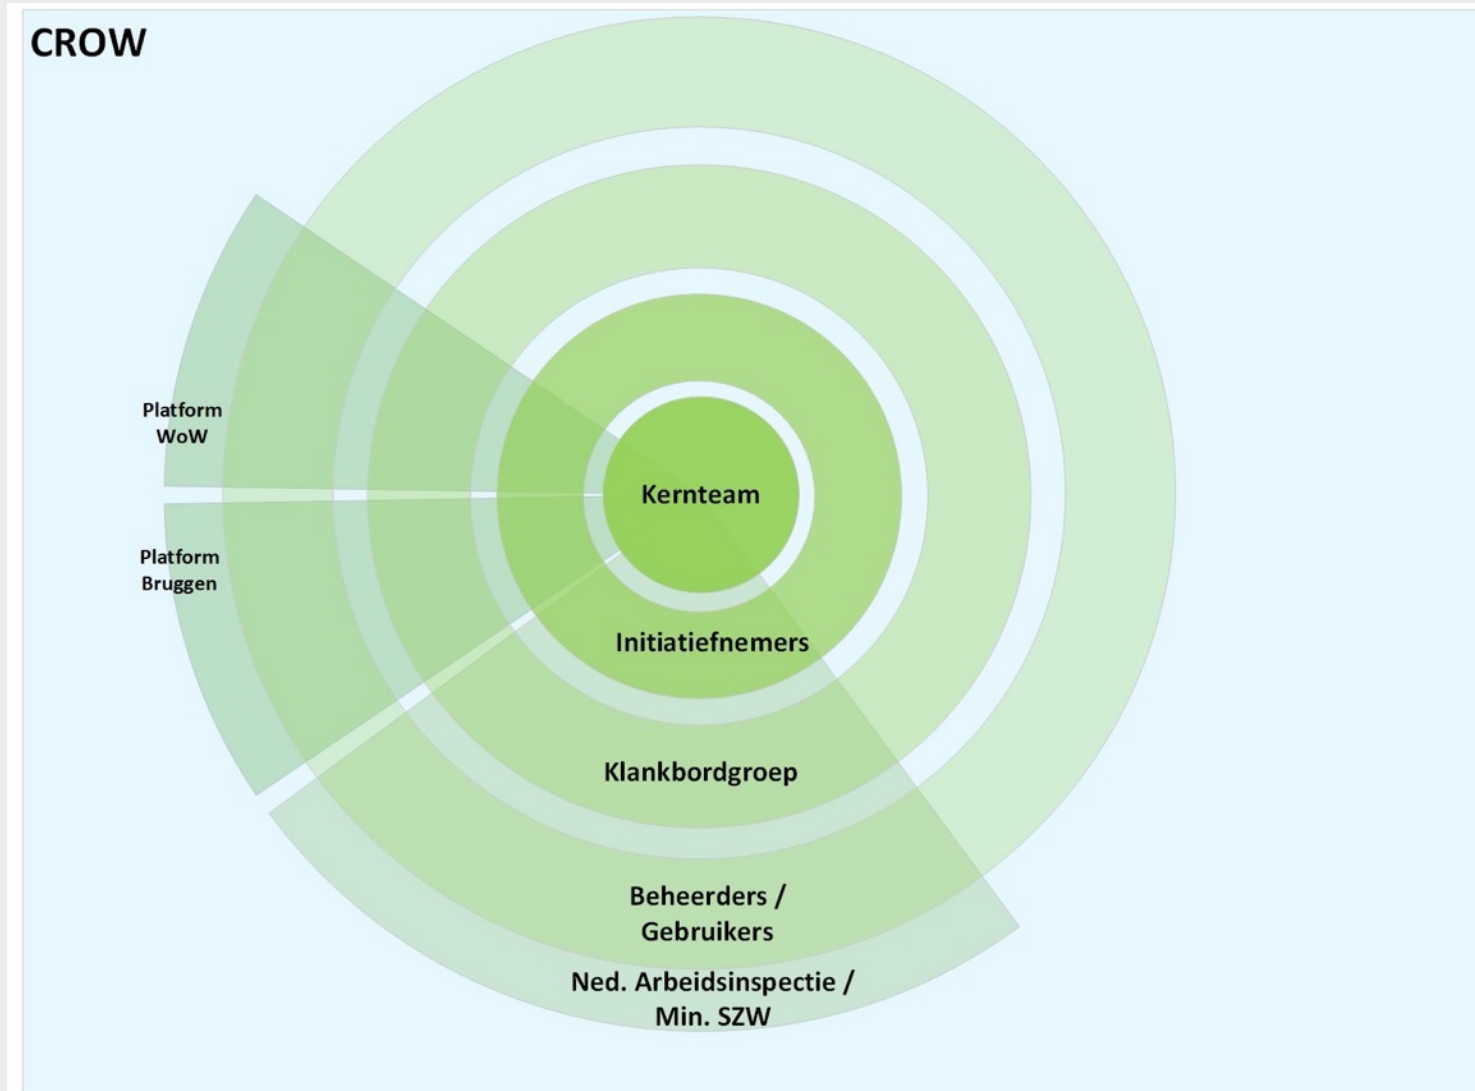 CROW
Platform
WoW
Kernteam
Platform
Bruggen
Initiatiefnemers
Klankbordgroep
Beheerders /
Gebruikers
Ned. Arbeidsinspectie /
Min. SZW